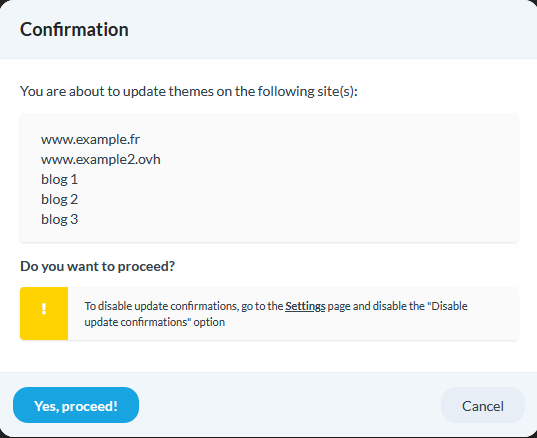 Confirmation
You are about to update themes on the following site(s):
www.example.fr
www.example2.ovh
blog 1
blog 2
blog 3
Do you want to proceed?
!
To disable update confirmations, go to the Settings page and disable the "Disable
update confirmations" option
Yes, proceed!
Cancel